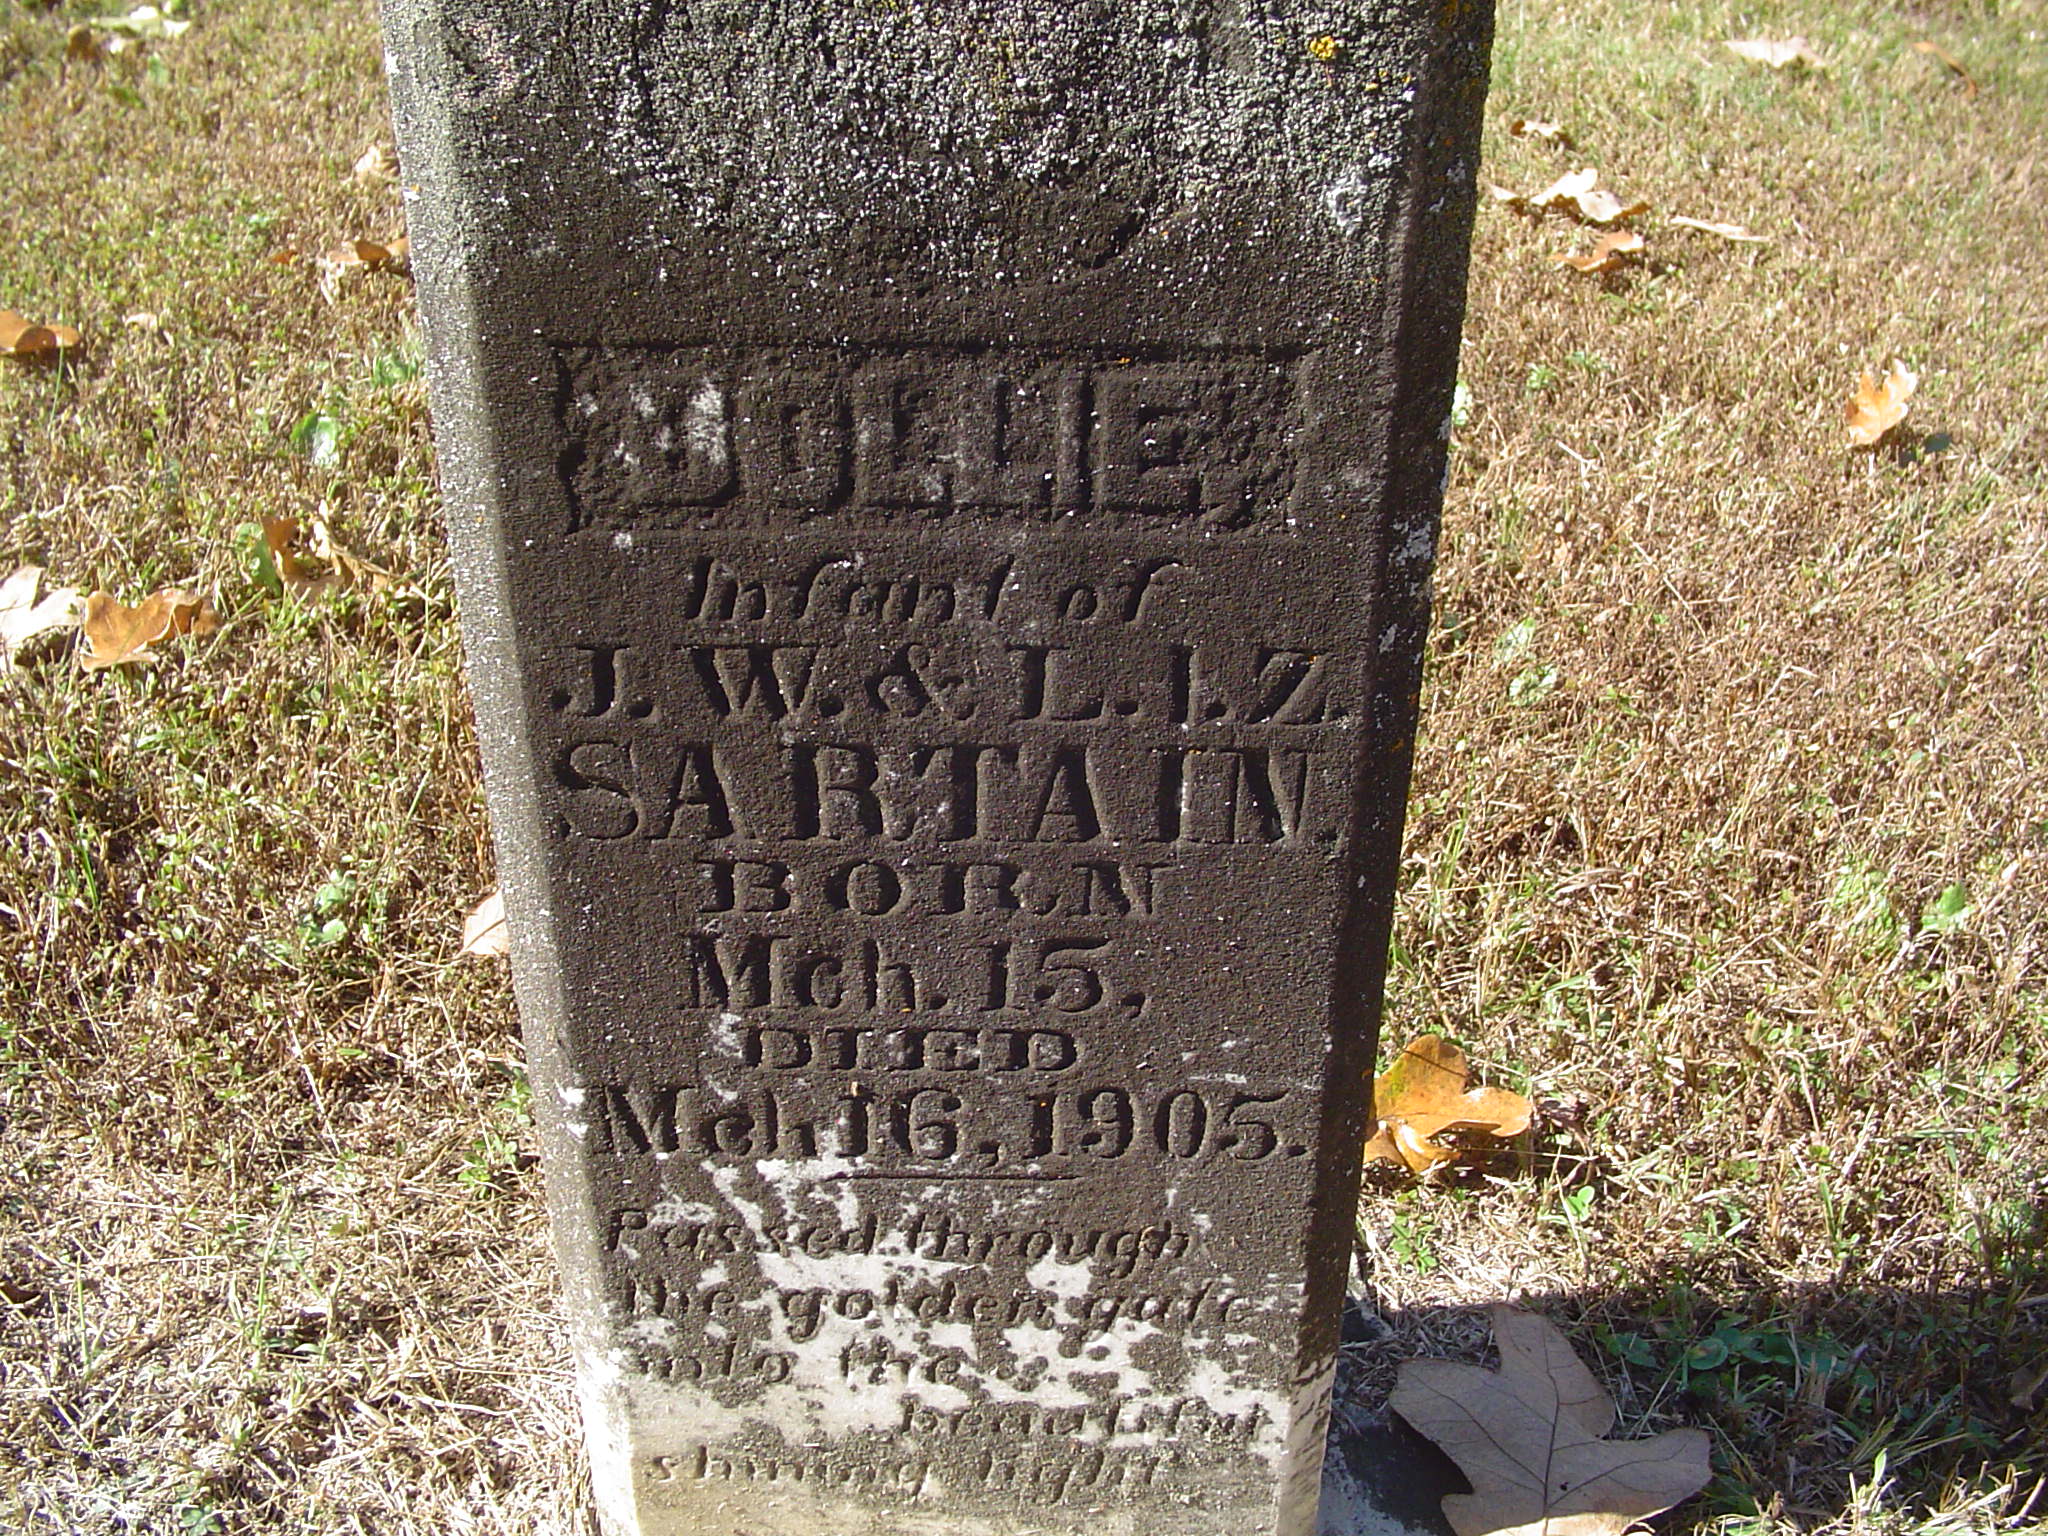 MOLLIE
Infant of
J. W. & L. I. Z.
SARTAIN.
BORN
Mch. 15,
DIED
Mch. 16, 1905.
Passed through
the golden gate
into the
beautiful
shining light